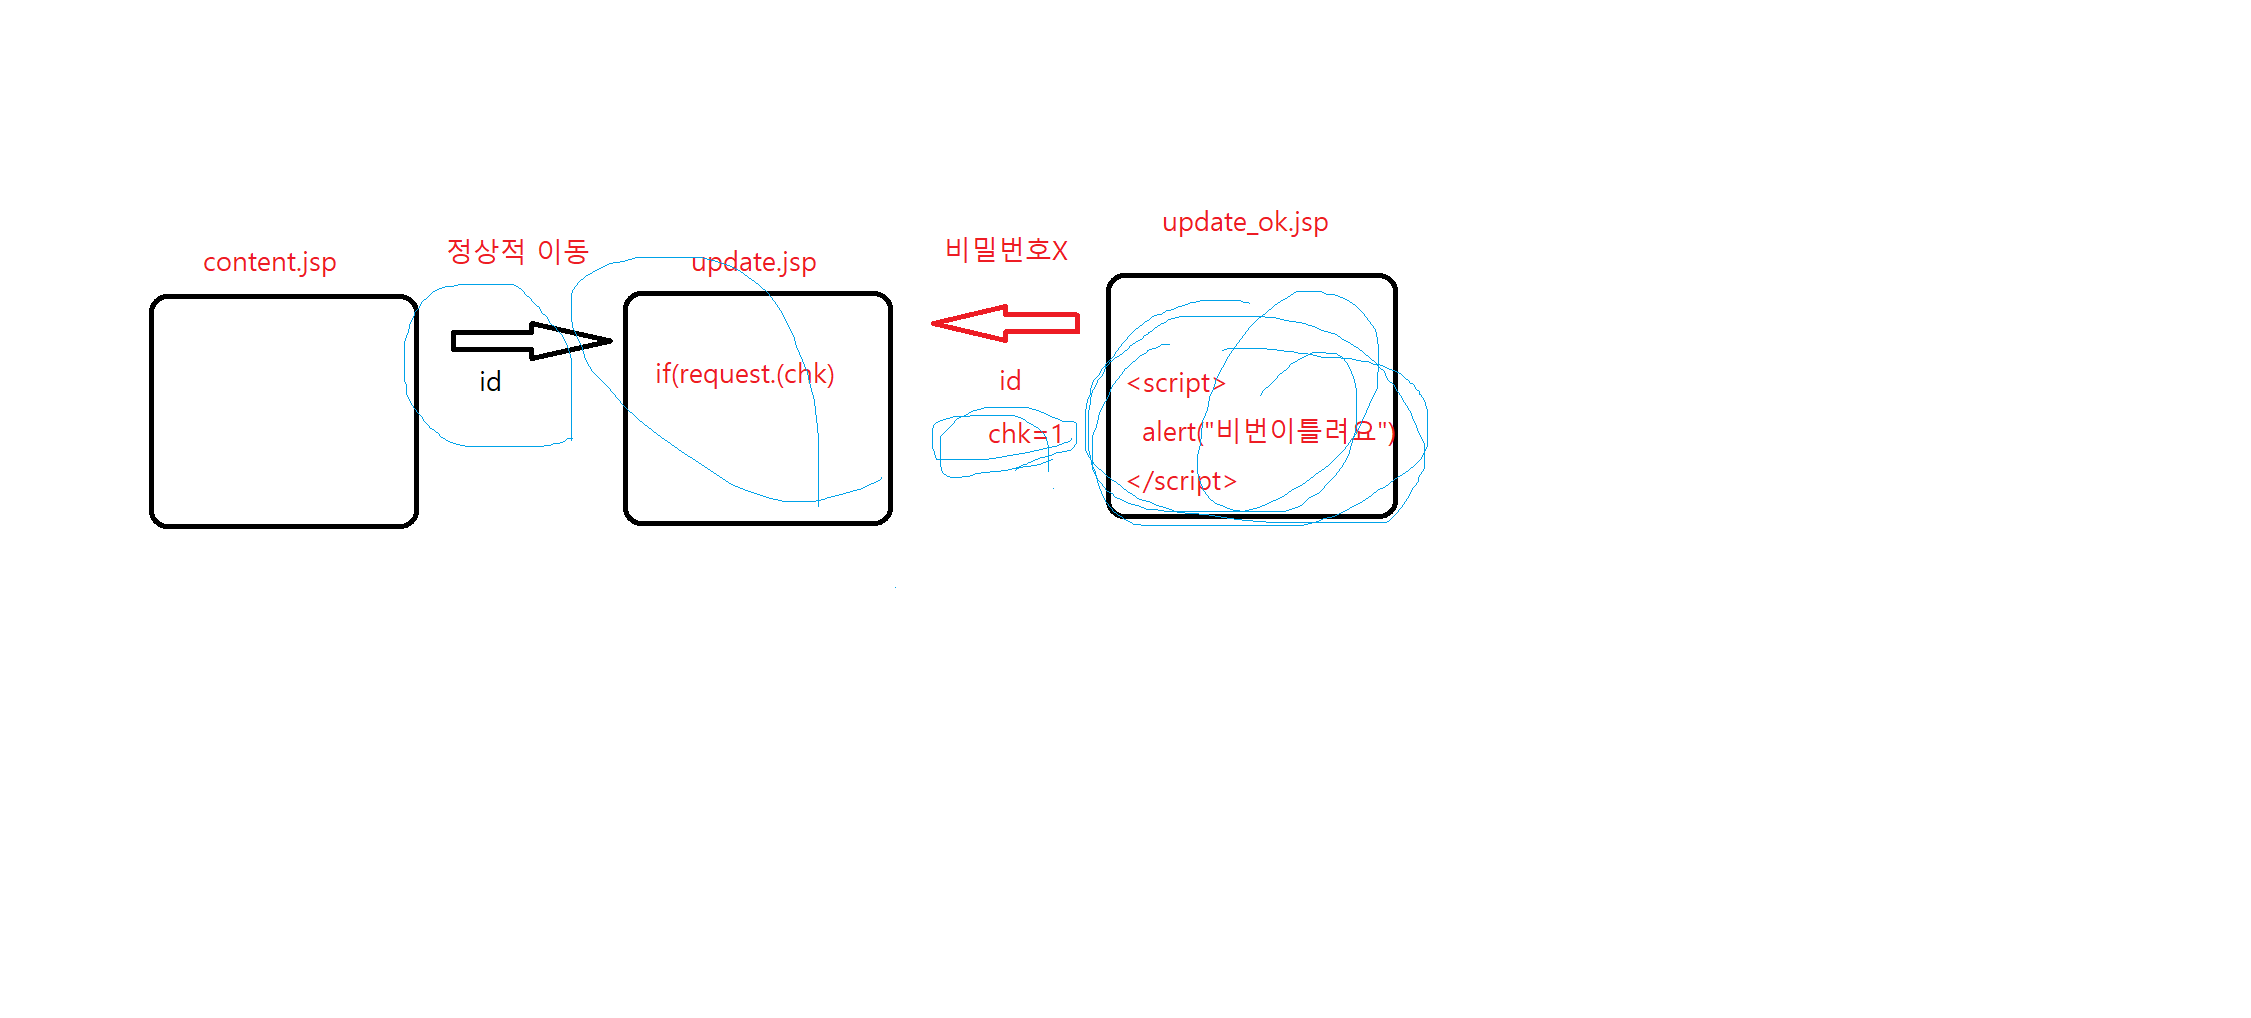 content.jsp
정상적 이동
id
update.jsp
if(request.(chk)
비밀번호X
id
chk=1
update_ok.jsp
<script>
alert("비번이틀려요")
</script>